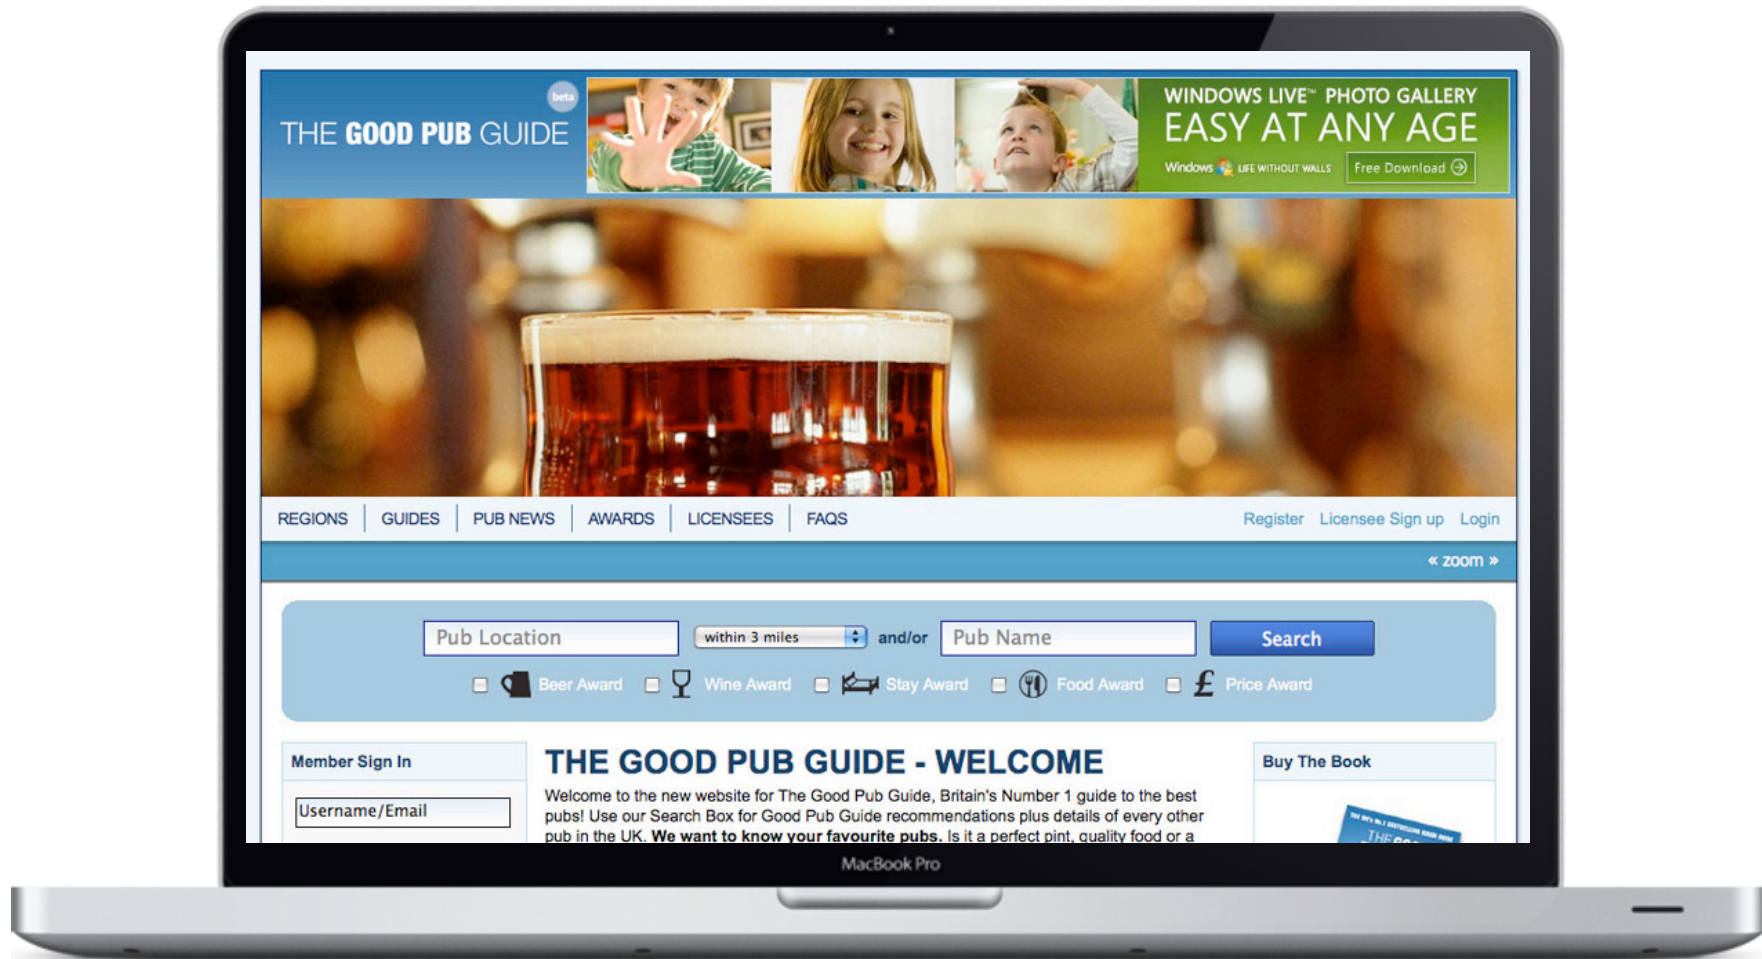 beta
THE GOOD PUB GUIDE
WINDOWS LIVE™ PHOTO GALLERY
EASY AT ANY AGE
Windows LIFE WITHOUT WALLS Free Download
REGIONS GUIDES PUB NEWS AWARDS LICENSEES FAQS Register Licensee Sign up Login
« zoom »
Pub Location within 3 miles and/or Pub Name Search
Beer Award Wine Award Stay Award Food Award £ Price Award
Member Sign In
Username/Email
THE GOOD PUB GUIDE - WELCOME
Welcome to the new website for The Good Pub Guide, Britain's Number 1 guide to the best
pubs! Use our Search Box for Good Pub Guide recommendations plus details of every other
pub in the UK. We want to know your favourite pubs. Is it a perfect pint, quality food or a
Buy The Book
THE
MacBook Pro